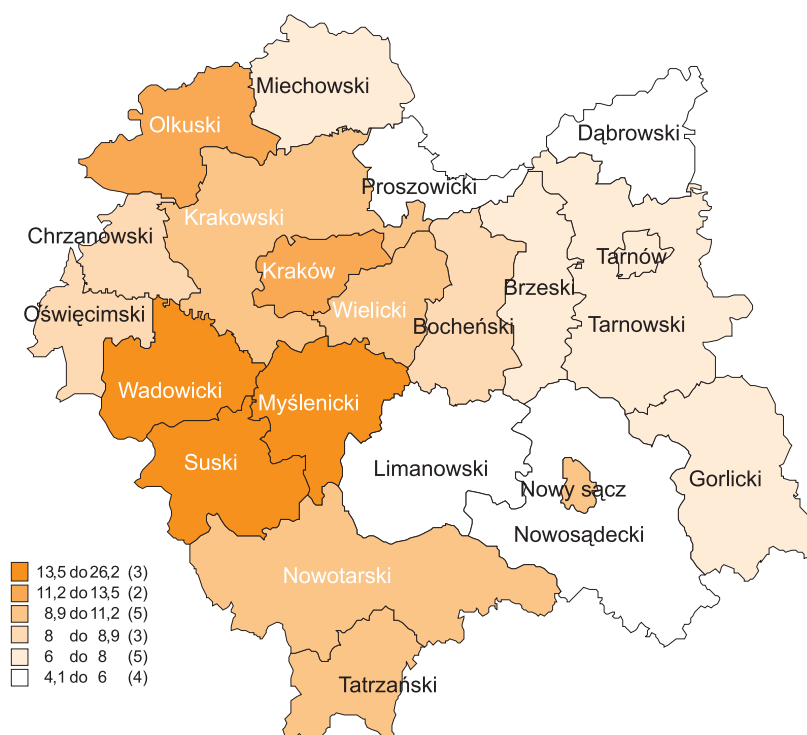 Miechowski
Olkuski
Dąbrowski
Proszowicki
Krakowski
Chrzanowski
Tarnów
Kraków
Brzeski
Wielicki
Oświęcimski
Bocheński
Tarnowski
Wadowicki
Myślenicki
Suski
Limanowski
Gorlicki
Nowy sącz
Nowosądecki
Nowotarski
Tatrzański
13,5 do 26,2 (3)
11,2 do 13,5 (2)
8,9 do 11,2 (5)
8 do 8,9 (3)
6 do 8 (5)
4,1 do 6 (4)